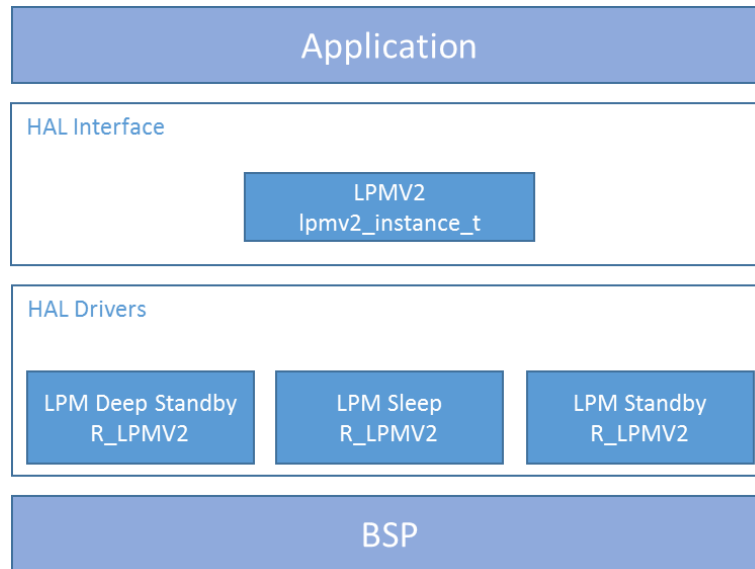 Application
HAL Interface
LPMV2
lpmv2_instance_t
HAL Drivers
LPM Deep Standby
R_LPMV2
LPM Sleep
R_LPMV2
LPM Standby
R_LPMV2
BSP